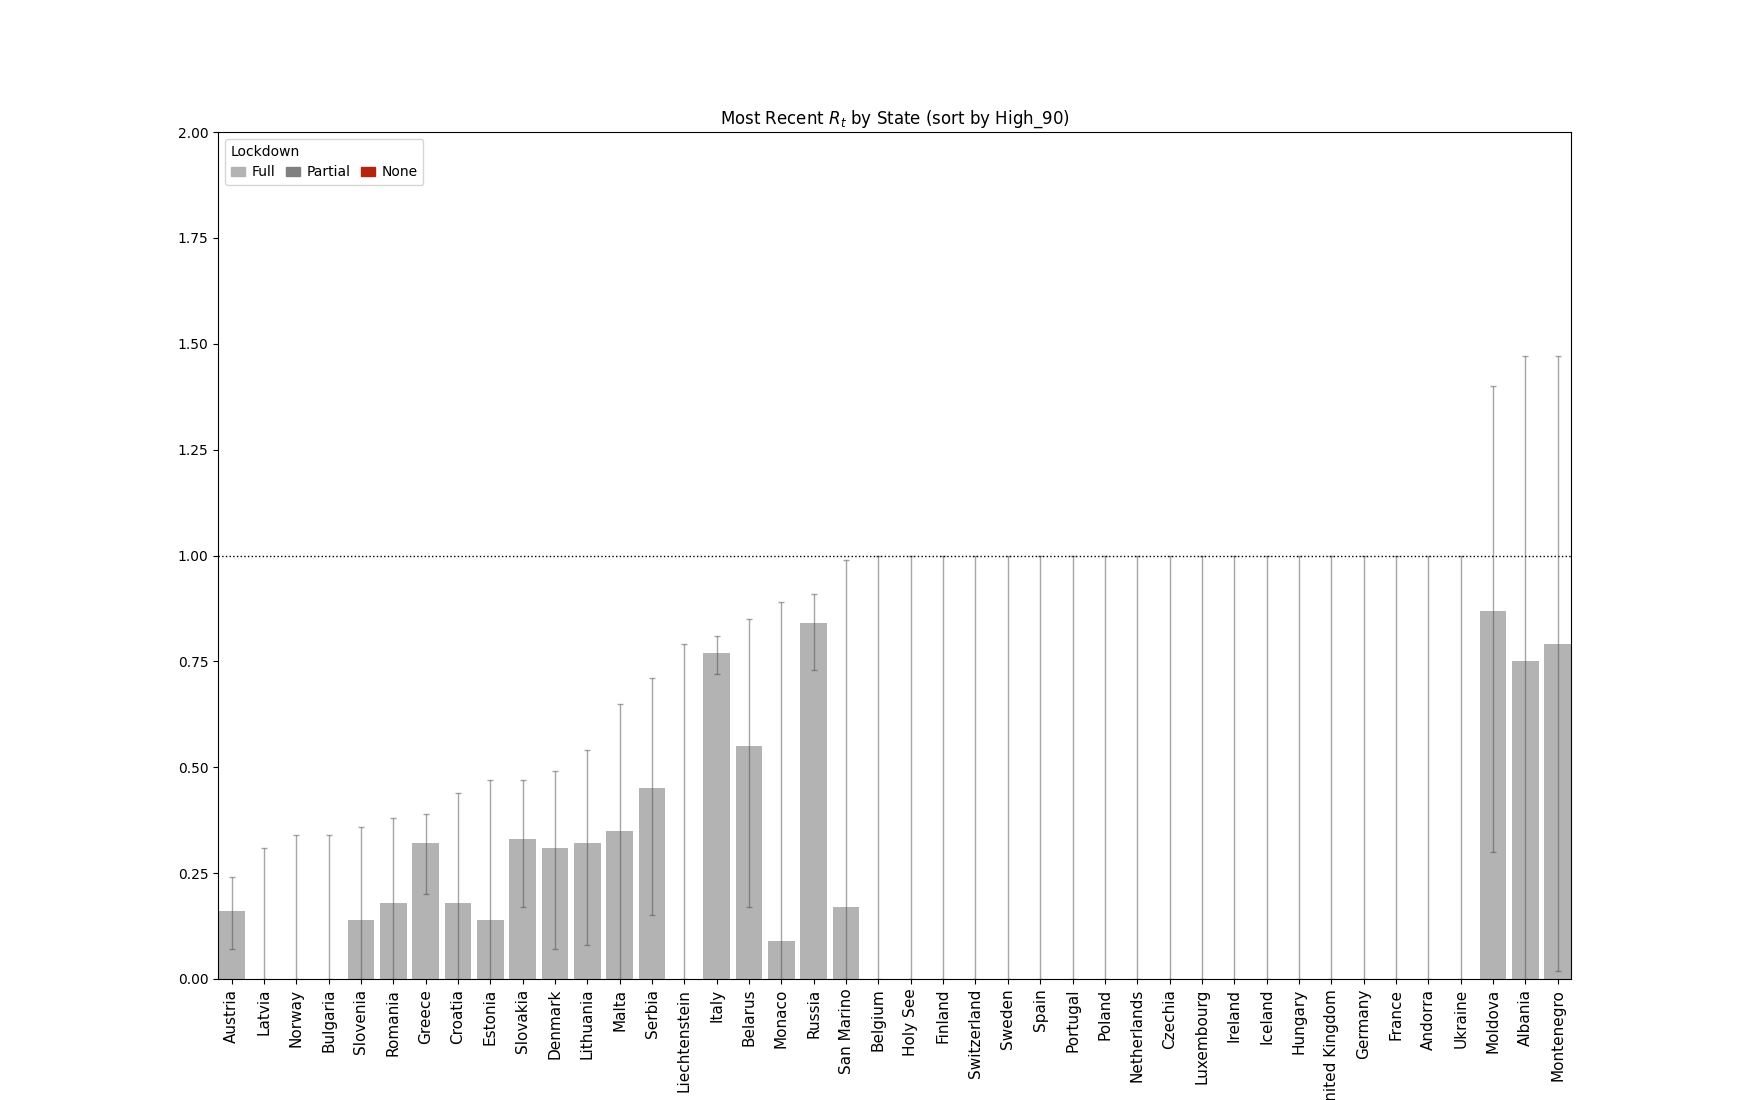 Most Recent R_t by State (sort by High_90)
Lockdown
Full Partial None
2.00
1.75
1.50
1.25
1.00
0.75
0.50
0.25
0.00
Austria
Latvia
Norway
Bulgaria
Slovenia
Romania
Greece
Croatia
Estonia
Slovakia
Denmark
Lithuania
Malta
Serbia
Liechtenstein
Italy
Belarus
Monaco
Russia
San Marino
Belgium
Holy See
Finland
Switzerland
Sweden
Spain
Portugal
Poland
Netherlands
Czechia
Luxembourg
Ireland
Iceland
Hungary
nited Kingdom
Germany
France
Andorra
Ukraine
Moldova
Albania
Montenegro